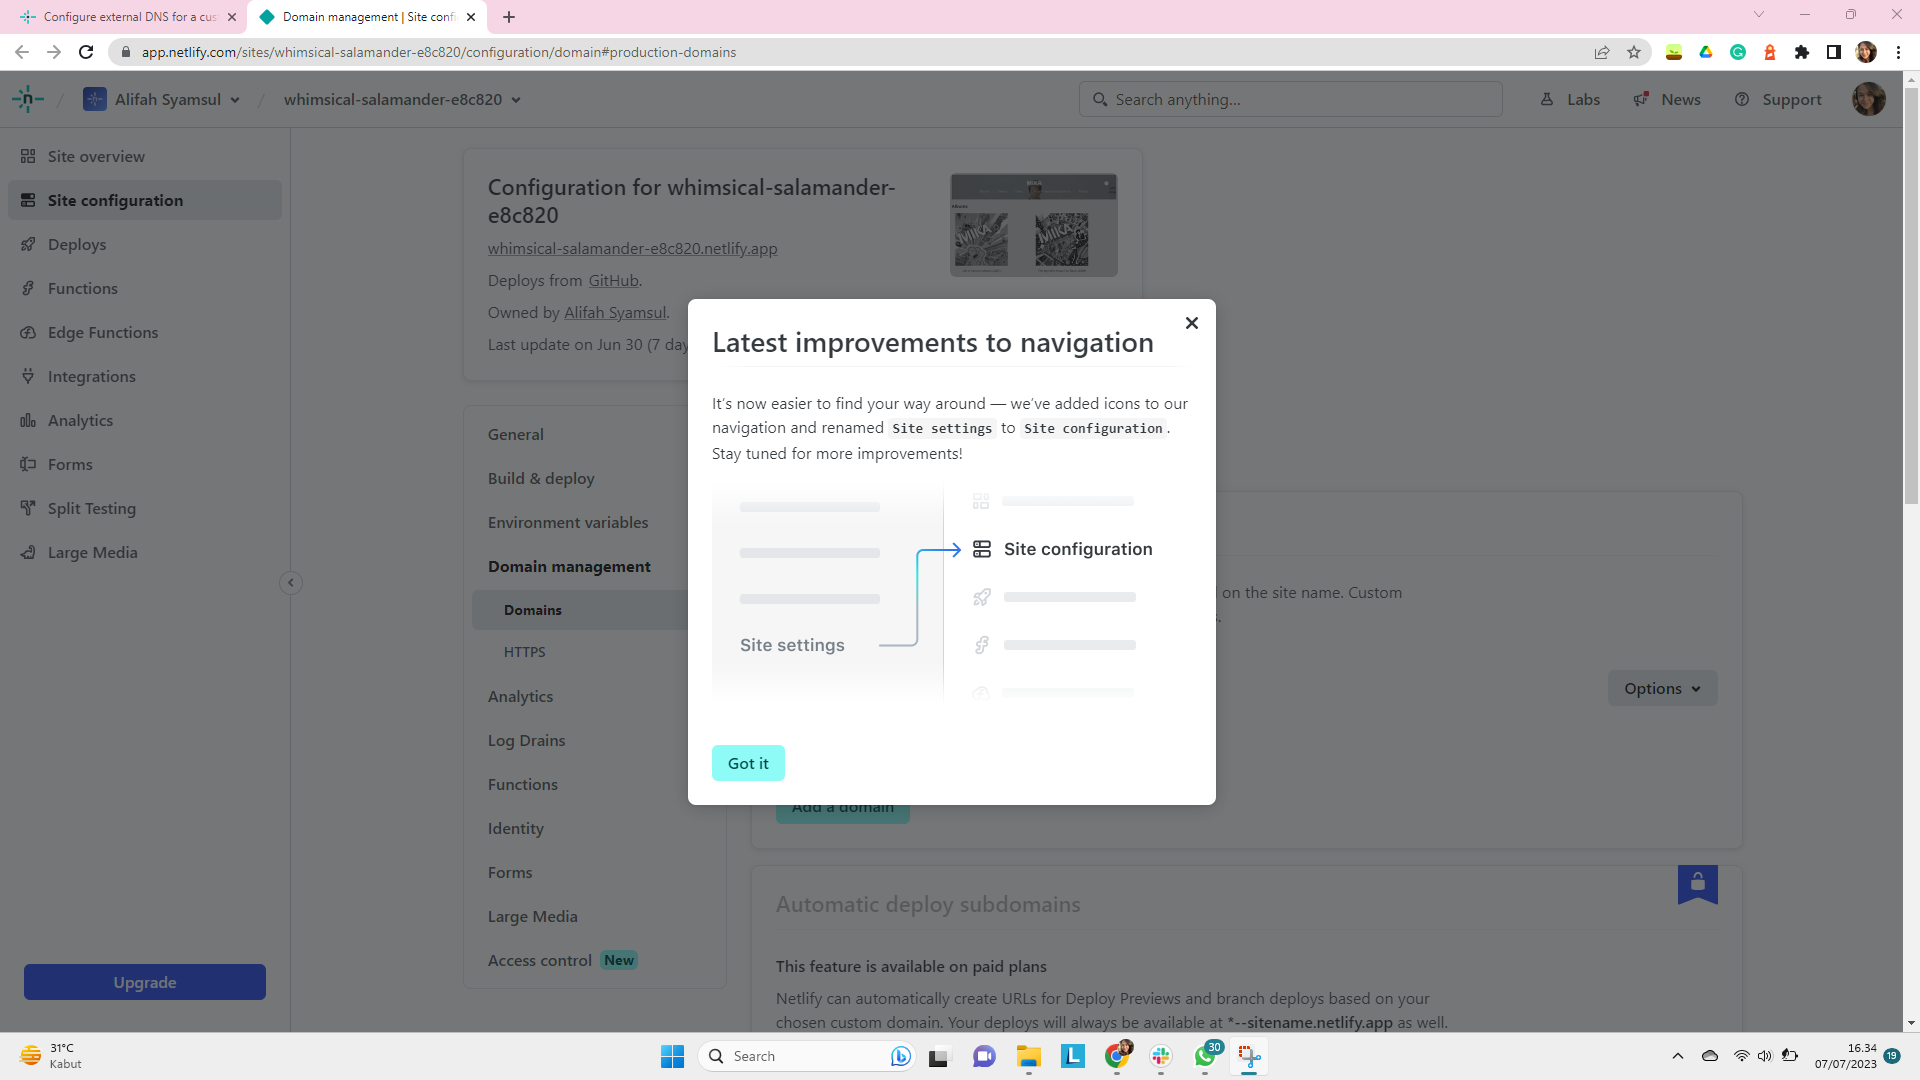 Configure external DNS for a cus
Domain management | Site confi
app.netlify.com/sites/whimsical-salamander-e8c820/configuration/domain#production-domains
/ Alifah Syamsul / whimsical-salamander-e8c820
Search anything...
Labs
News
Support
Site overview
Site configuration
Deploys
Functions
Edge Functions
Integrations
Analytics
Forms
Split Testing
Large Media
Upgrade
Configuration for whimsical-salamander-
e8c820
whimsical-salamander-e8c820.netlify.app
Deploys from GitHub.
Owned by Alifah Syamsul.
Last update on Jun 30 (7 day
MIKA
MIKA
General
Build & deploy
Environment variables
Domain management
Domains
HTTPS
Analytics
Log Drains
Functions
Identity
Forms
Large Media
Access control New
Latest improvements to navigation
It's now easier to find your way around — we've added icons to our
navigation and renamed Site settings to Site configuration.
Stay tuned for more improvements!
Site configuration
Site settings
Got it
on the site name. Custom
Options
Add a domain
Automatic deploy subdomains
This feature is available on paid plans
Netlify can automatically create URLs for Deploy Previews and branch deploys based on your
chosen custom domain. Your deploys will always be available at *--sitename.netlify.app as well.
31°C
Kabut
Search
L
30
16.34
07/07/2023
19